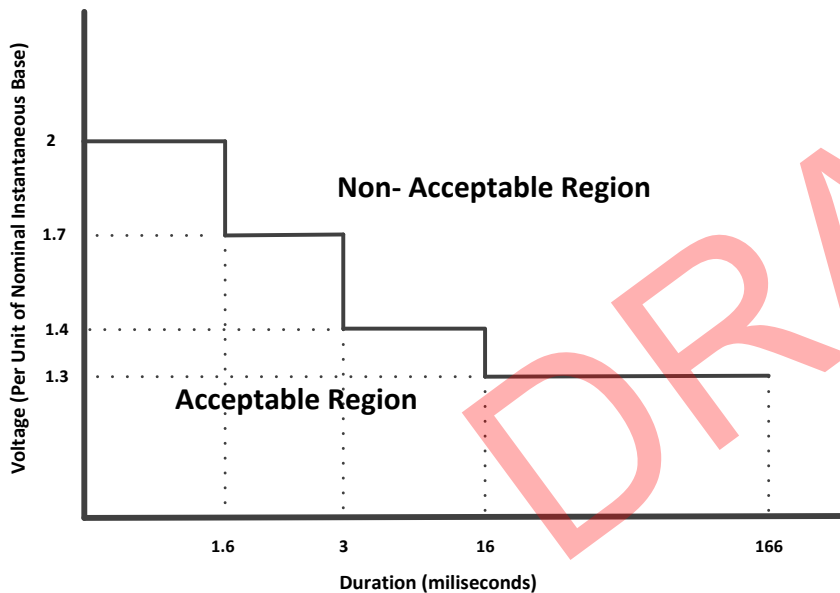 Voltage (Per Unit of Nominal Instantaneous Base)
2
1.7
1.4
1.3
Non- Acceptable Region
Acceptable Region
DRA
1.6 3 16 166
Duration (miliseconds)